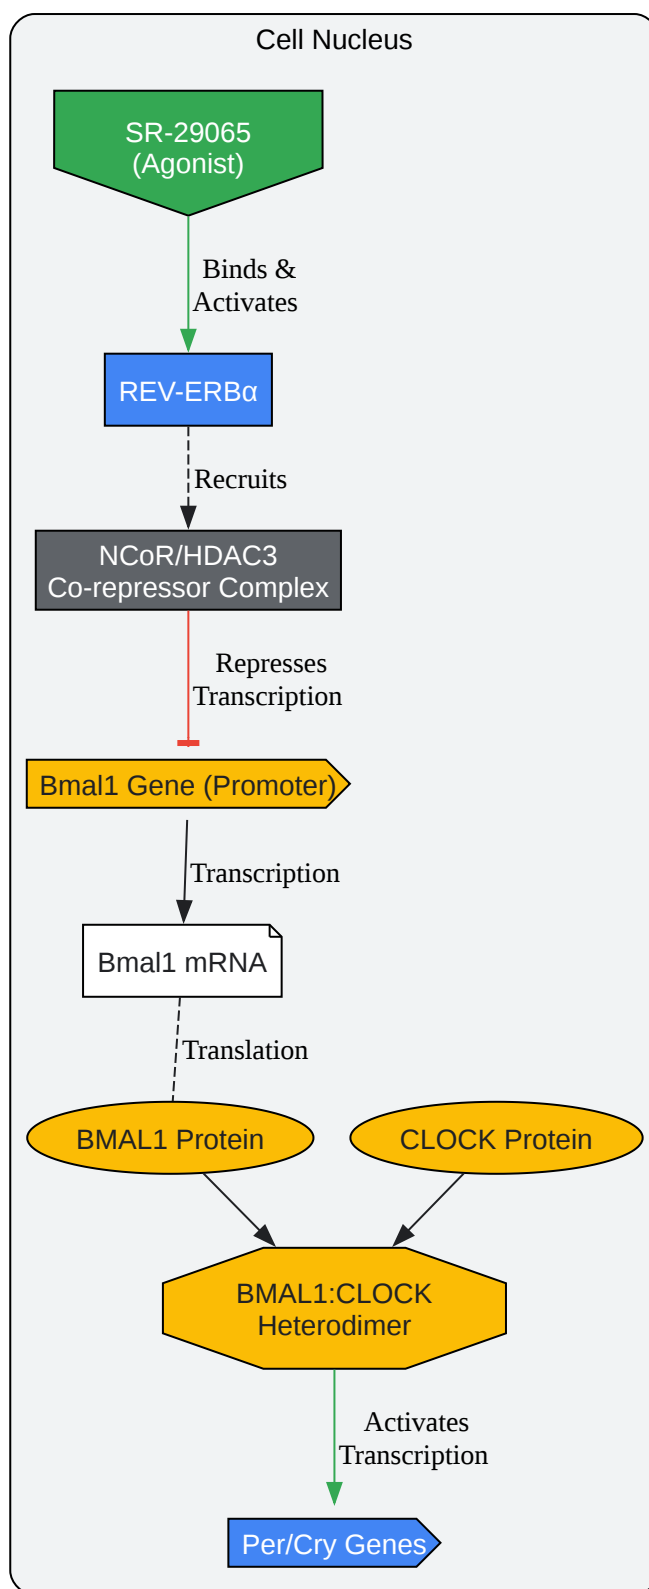 Cell Nucleus
SR-29065
(Agonist)
Binds &
Activates
REV-ERBα
Recruits
NCoR/HDAC3
Co-repressor Complex
Represses
Transcription
Bmal1 Gene (Promoter)
Transcription
Bmal1 mRNA
Translation
BMAL1 Protein
CLOCK Protein
BMAL1:CLOCK
Heterodimer
Activates
Transcription
Per/Cry Genes